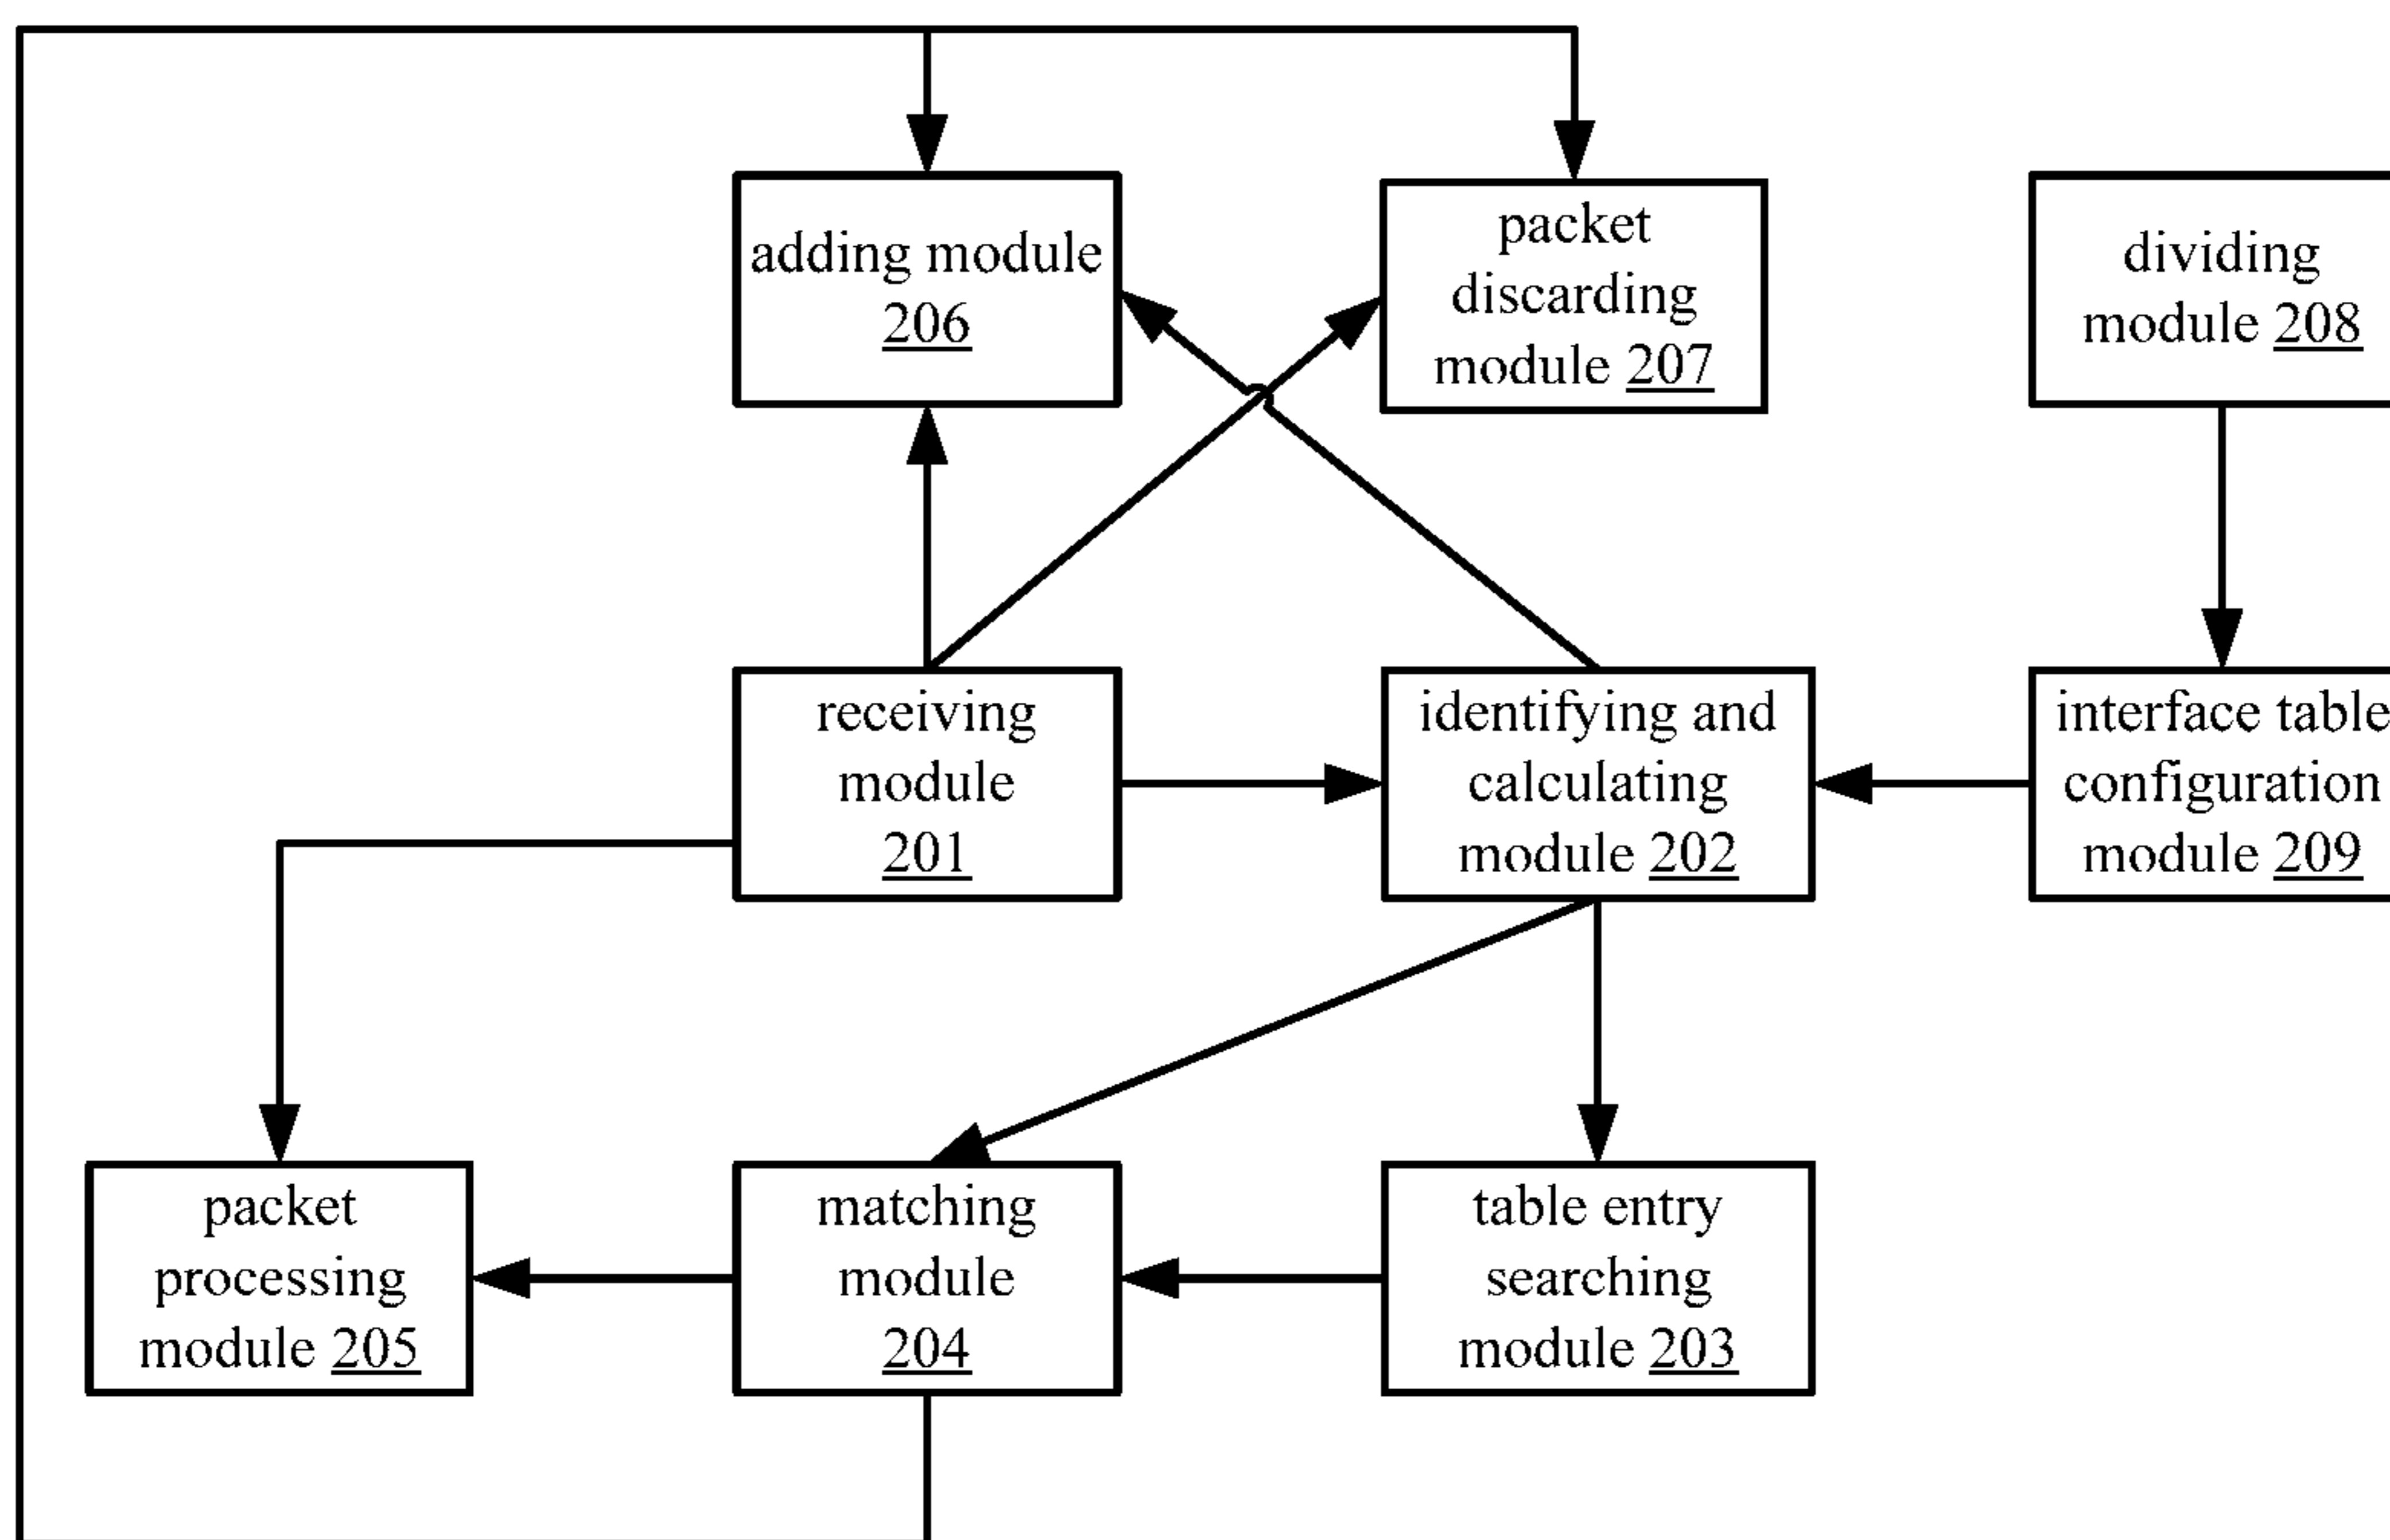 adding module
206
packet
discarding
module 207
dividing
module 208
receiving
module
201
identifying and
calculating
module 202
interface table
configuration
module 209
packet
processing
module 205
matching
module
204
table entry
searching
module 203